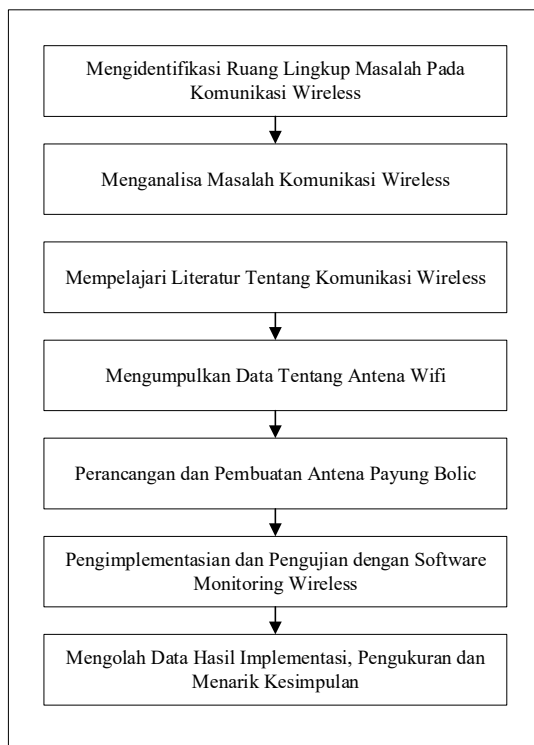 Mengidentifikasi Ruang Lingkup Masalah Pada
Komunikasi Wireless
Menganalisa Masalah Komunikasi Wireless
Mempelajari Literatur Tentang Komunikasi Wireless
Mengumpulkan Data Tentang Antena Wifi
Perancangan dan Pembuatan Antena Payung Bolic
Pengimplementasian dan Pengujian dengan Software
Monitoring Wireless
Mengolah Data Hasil Implementasi, Pengukuran dan
Menarik Kesimpulan